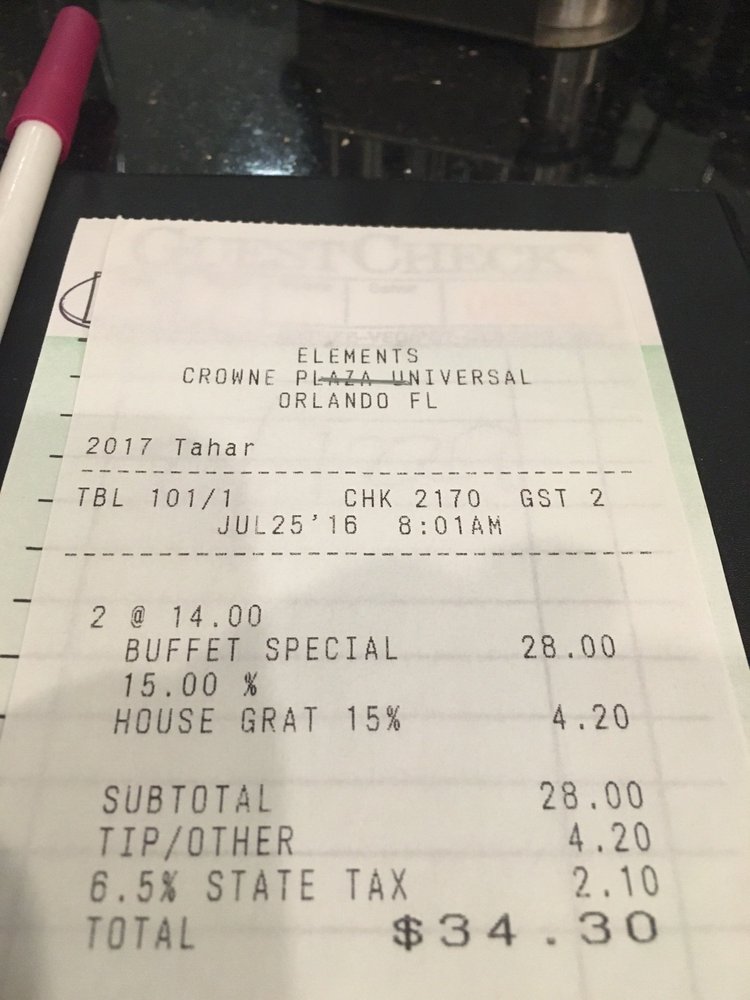 GUEST CHECK
ELEMENTS
CROWNE PLAZA UNIVERSAL
ORLANDO FL
2017 Tahar
TBL 101/1 CHK 2170 GST 2
JUL25'16 8:01AM
2 @ 14.00
BUFFET SPECIAL 28.00
15.00 %
HOUSE GRAT 15% 4.20
SUBTOTAL 28.00
TIP/OTHER 4.20
6.5% STATE TAX 2.10
TOTAL $34.30